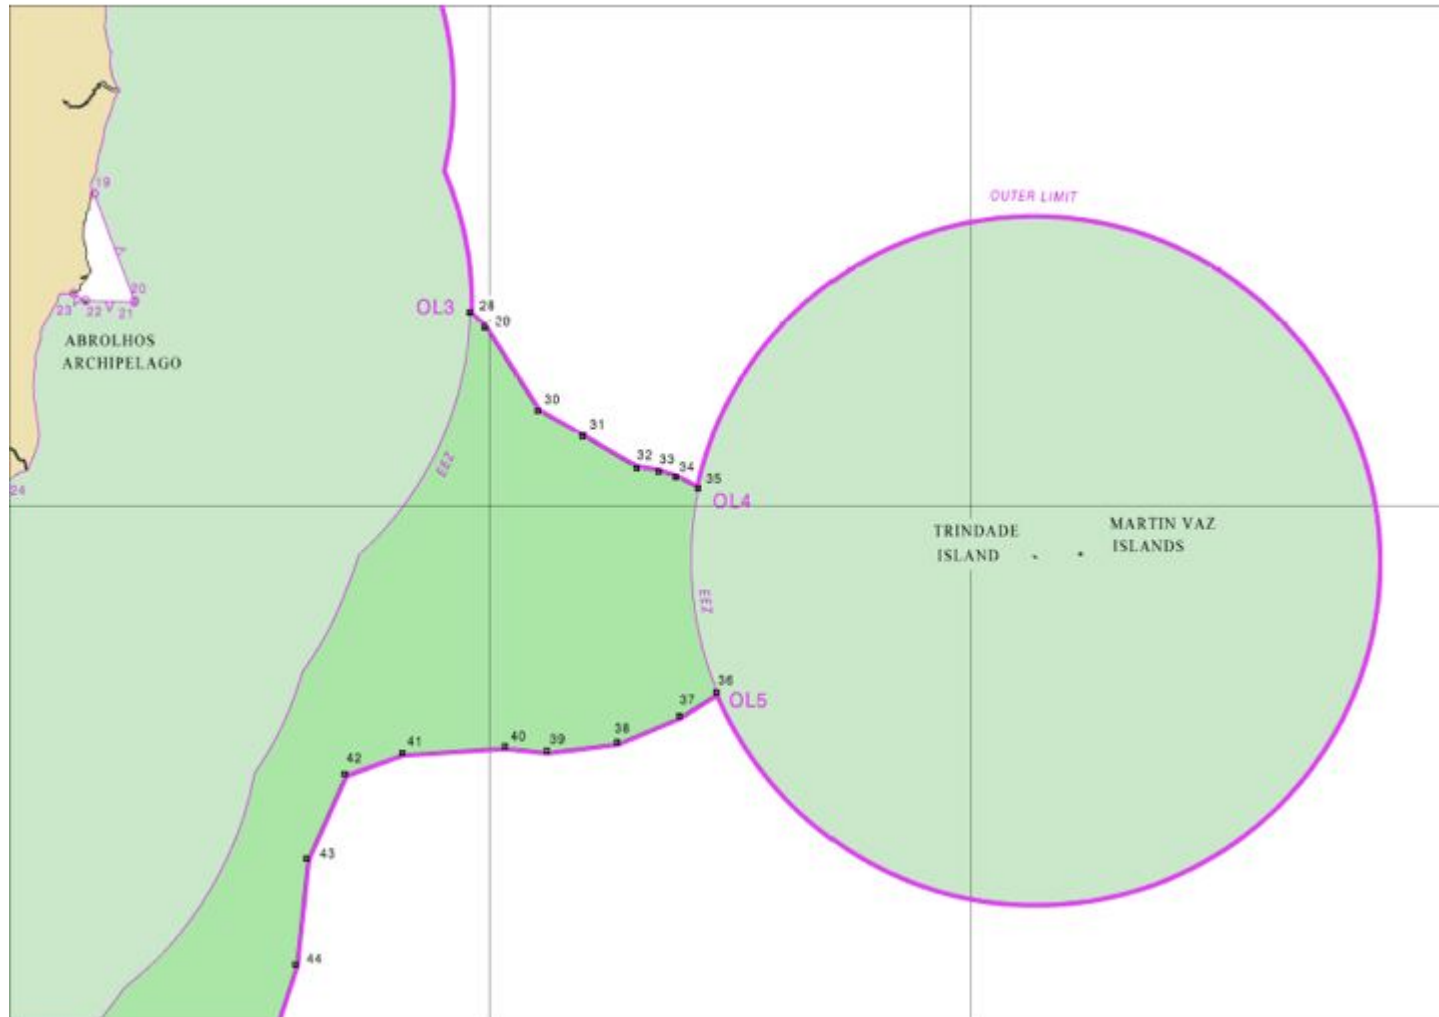 19
OUTER LIMIT
20
23
22
21
28
OL3
29
ABROLHOS
ARCHIPELAGO
30
31
EEZ
32
33
34
35
24
OL4
TRINDADE
ISLAND
MARTIN VAZ
ISLANDS
EEZ
36
OL5
37
38
39
40
41
42
43
44